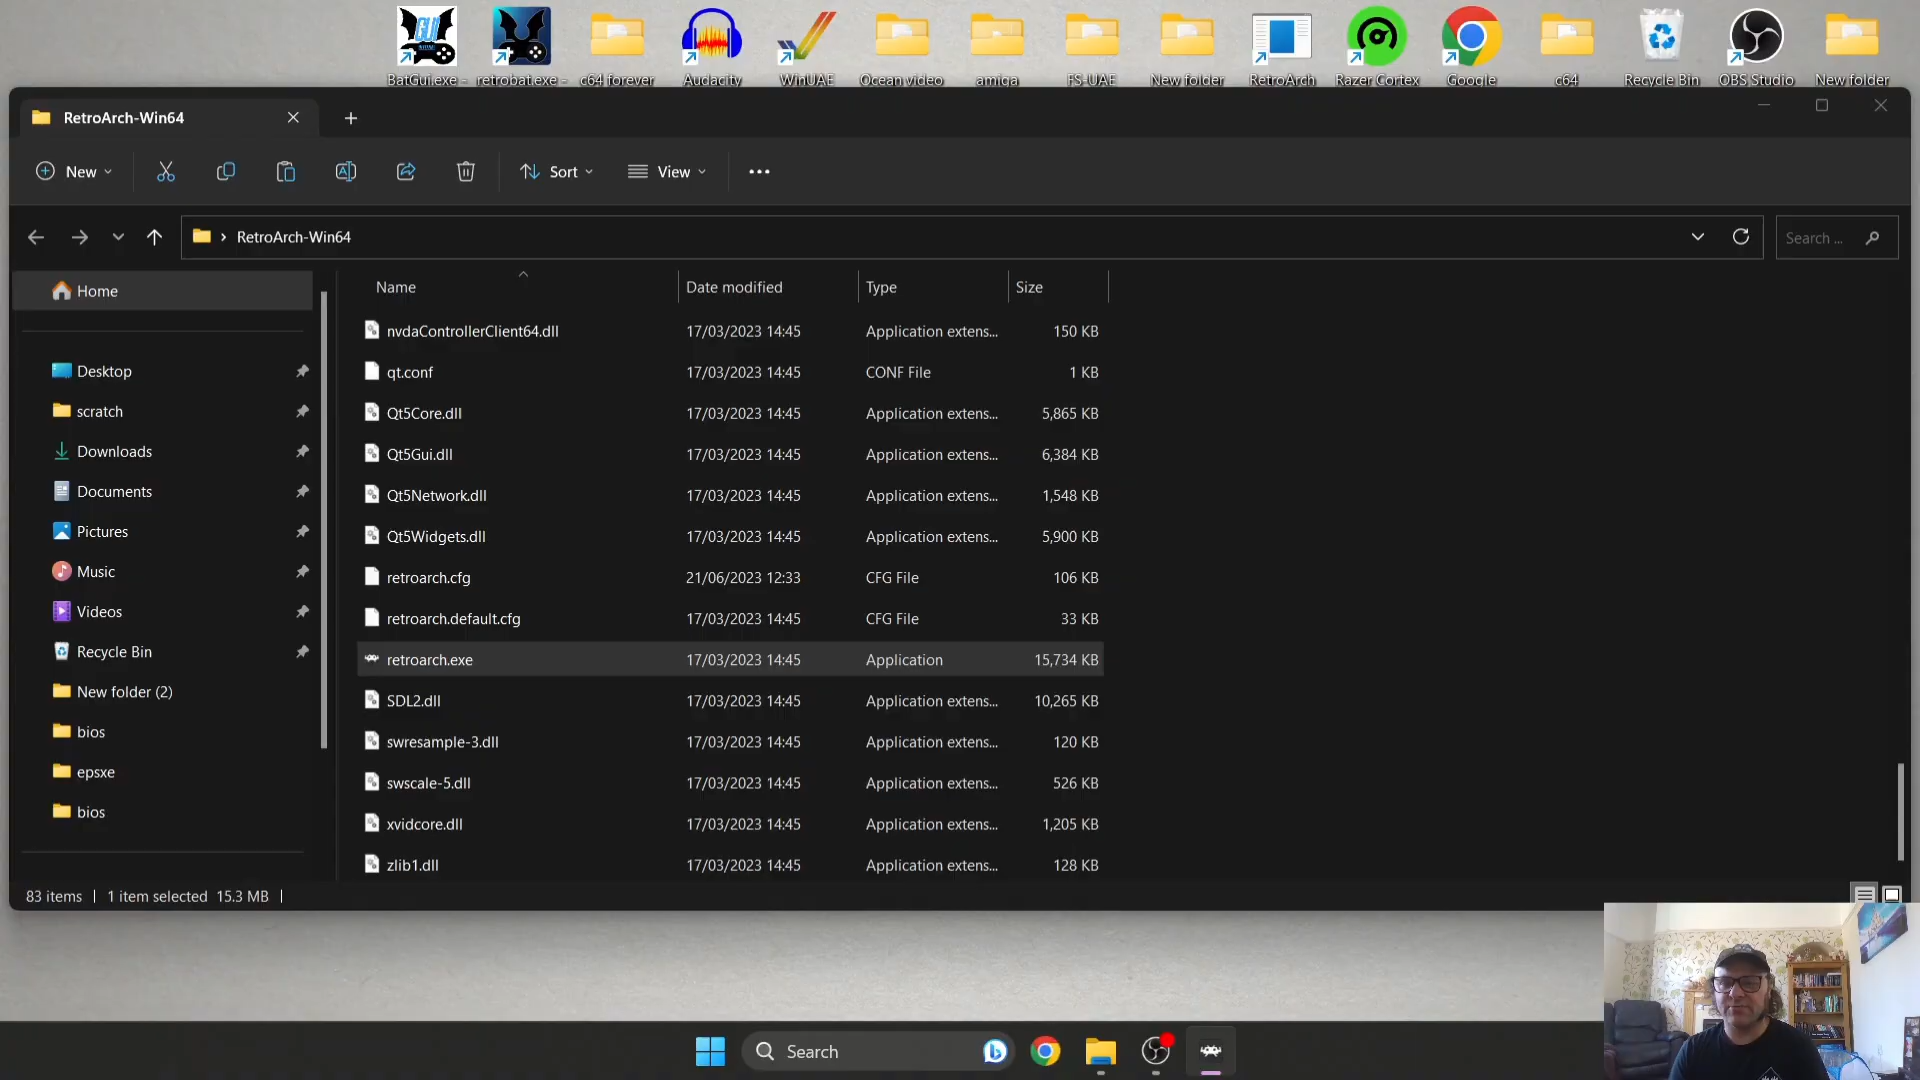 BatGui.exe - retrobat.exe - c64 forever Audacity WinUAE Ocean video amiga FS-UAE New folder RetroArch Razer Cortex Google c64 Recycle Bin OBS Studio New folder
RetroArch-Win64
New Sort View
RetroArch-Win64 Search ...
Home
Desktop
scratch
Downloads
Documents
Pictures
Music
Videos
Recycle Bin
New folder (2)
bios
epsxe
bios
Name Date modified Type Size
nvdaControllerClient64.dll 17/03/2023 14:45 Application extens... 150 KB
qt.conf 17/03/2023 14:45 CONF File 1 KB
Qt5Core.dll 17/03/2023 14:45 Application extens... 5,865 KB
Qt5Gui.dll 17/03/2023 14:45 Application extens... 6,384 KB
Qt5Network.dll 17/03/2023 14:45 Application extens... 1,548 KB
Qt5Widgets.dll 17/03/2023 14:45 Application extens... 5,900 KB
retroarch.cfg 21/06/2023 12:33 CFG File 106 KB
retroarch.default.cfg 17/03/2023 14:45 CFG File 33 KB
retroarch.exe 17/03/2023 14:45 Application 15,734 KB
SDL2.dll 17/03/2023 14:45 Application extens... 10,265 KB
swresample-3.dll 17/03/2023 14:45 Application extens... 120 KB
swscale-5.dll 17/03/2023 14:45 Application extens... 526 KB
xvidcore.dll 17/03/2023 14:45 Application extens... 1,205 KB
zlib1.dll 17/03/2023 14:45 Application extens... 128 KB
83 items 1 item selected 15.3 MB
Search